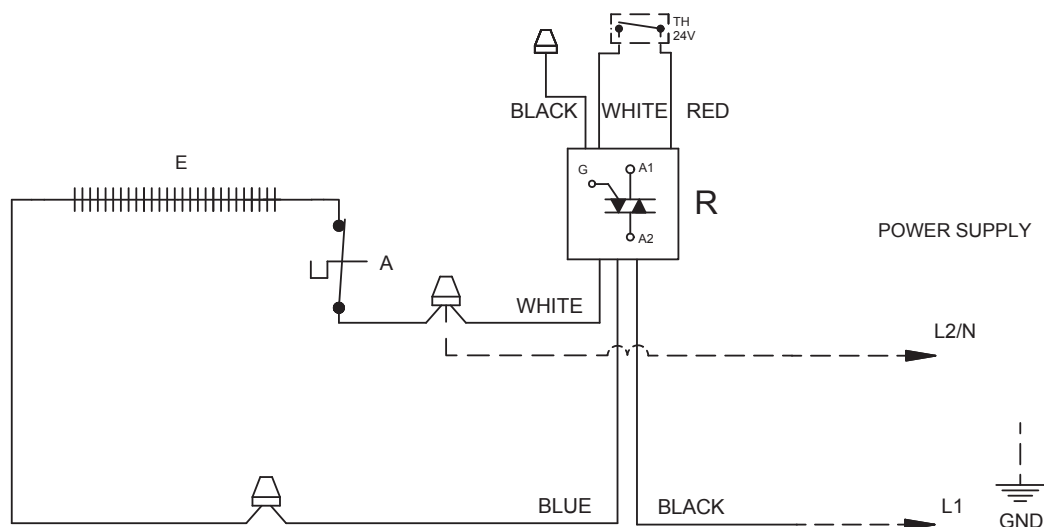 TH
24V
BLACK WHITE RED
E
G
A1
A2
R
POWER SUPPLY
A
WHITE
L2/N
BLUE
BLACK
L1
GND